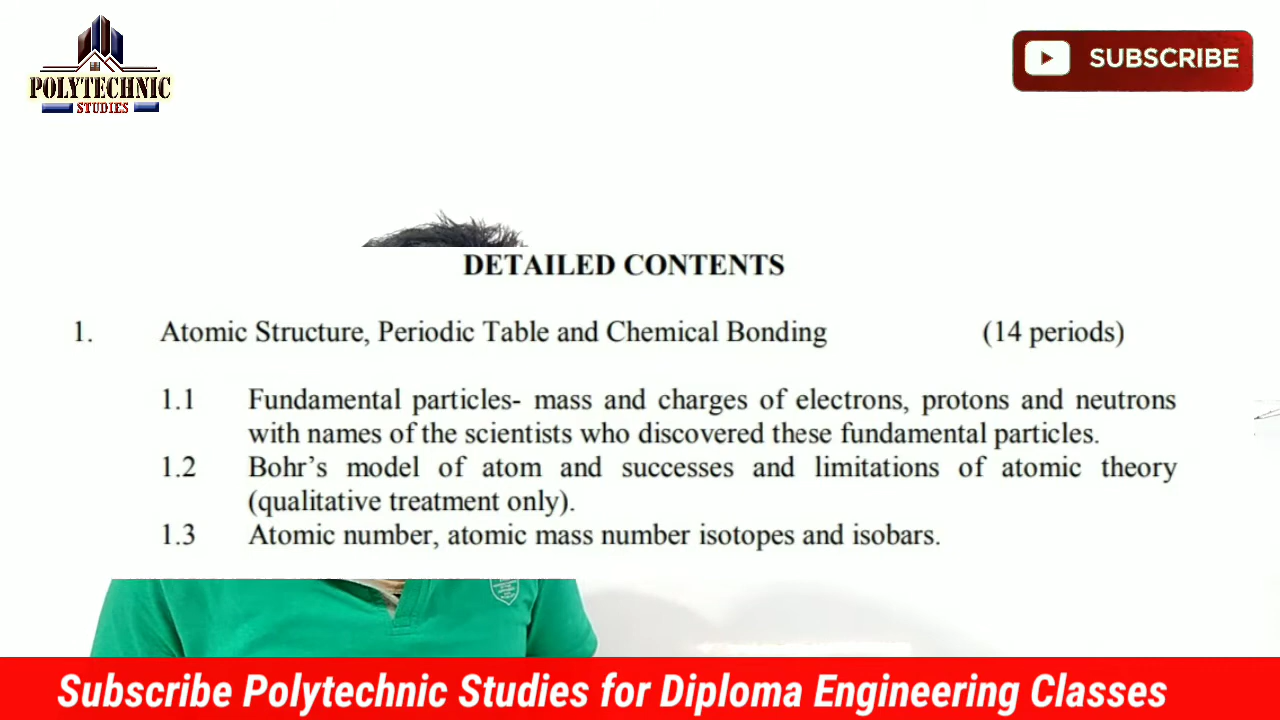 POLYTECHNIC
STUDIES
SUBSCRIBE
DETAILED CONTENTS
1. Atomic Structure, Periodic Table and Chemical Bonding (14 periods)
1.1 Fundamental particles- mass and charges of electrons, protons and neutrons
with names of the scientists who discovered these fundamental particles.
1.2 Bohr's model of atom and successes and limitations of atomic theory
(qualitative treatment only).
1.3 Atomic number, atomic mass number isotopes and isobars.
Subscribe Polytechnic Studies for Diploma Engineering Classes